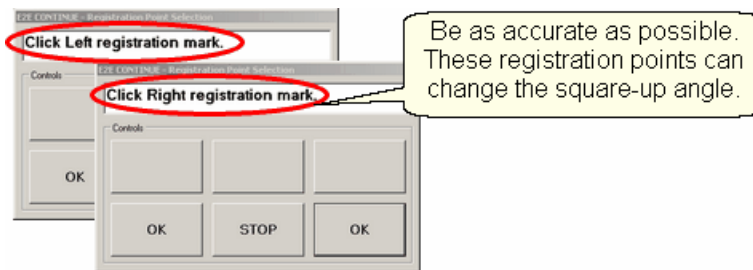 E2E CONTINUE - Registration Point Selection
Click Left registration mark.
Controls
OK
E2E CONTINUE - Registration Point Selection
Click Right registration mark.
Controls
OK STOP OK
Be as accurate as possible.
These registration points can
change the square-up angle.